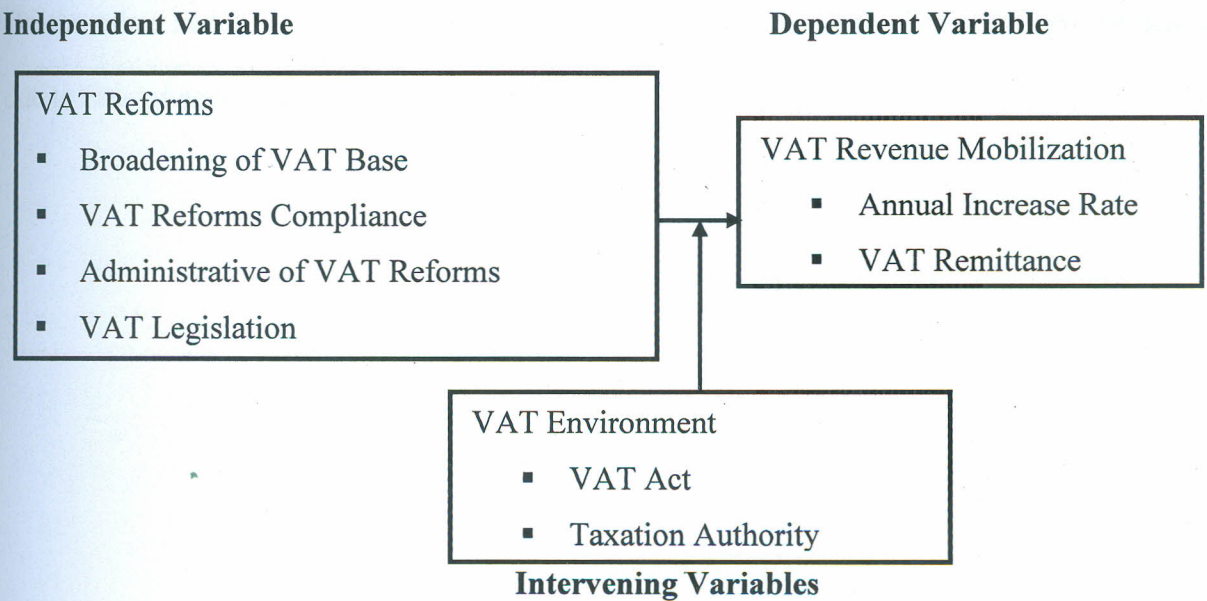 Independent Variable
Dependent Variable
VAT Reforms
▪ Broadening of VAT Base
▪ VAT Reforms Compliance
▪ Administrative of VAT Reforms
▪ VAT Legislation
VAT Revenue Mobilization
▪ Annual Increase Rate
▪ VAT Remittance
VAT Environment
▪ VAT Act
▪ Taxation Authority
Intervening Variables